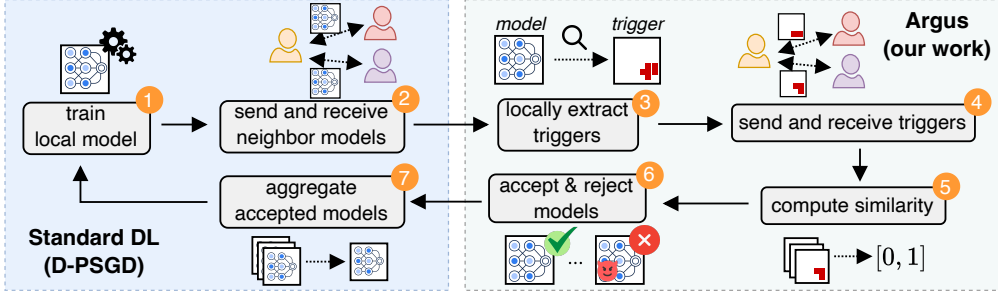 1
train
local model
2
send and receive
neighbor models
model
trigger
3
locally extract
triggers
Argus
(our work)
4
send and receive triggers
5
compute similarity
[0, 1]
6
accept & reject
models
...
7
aggregate
accepted models
Standard DL
(D-PSGD)